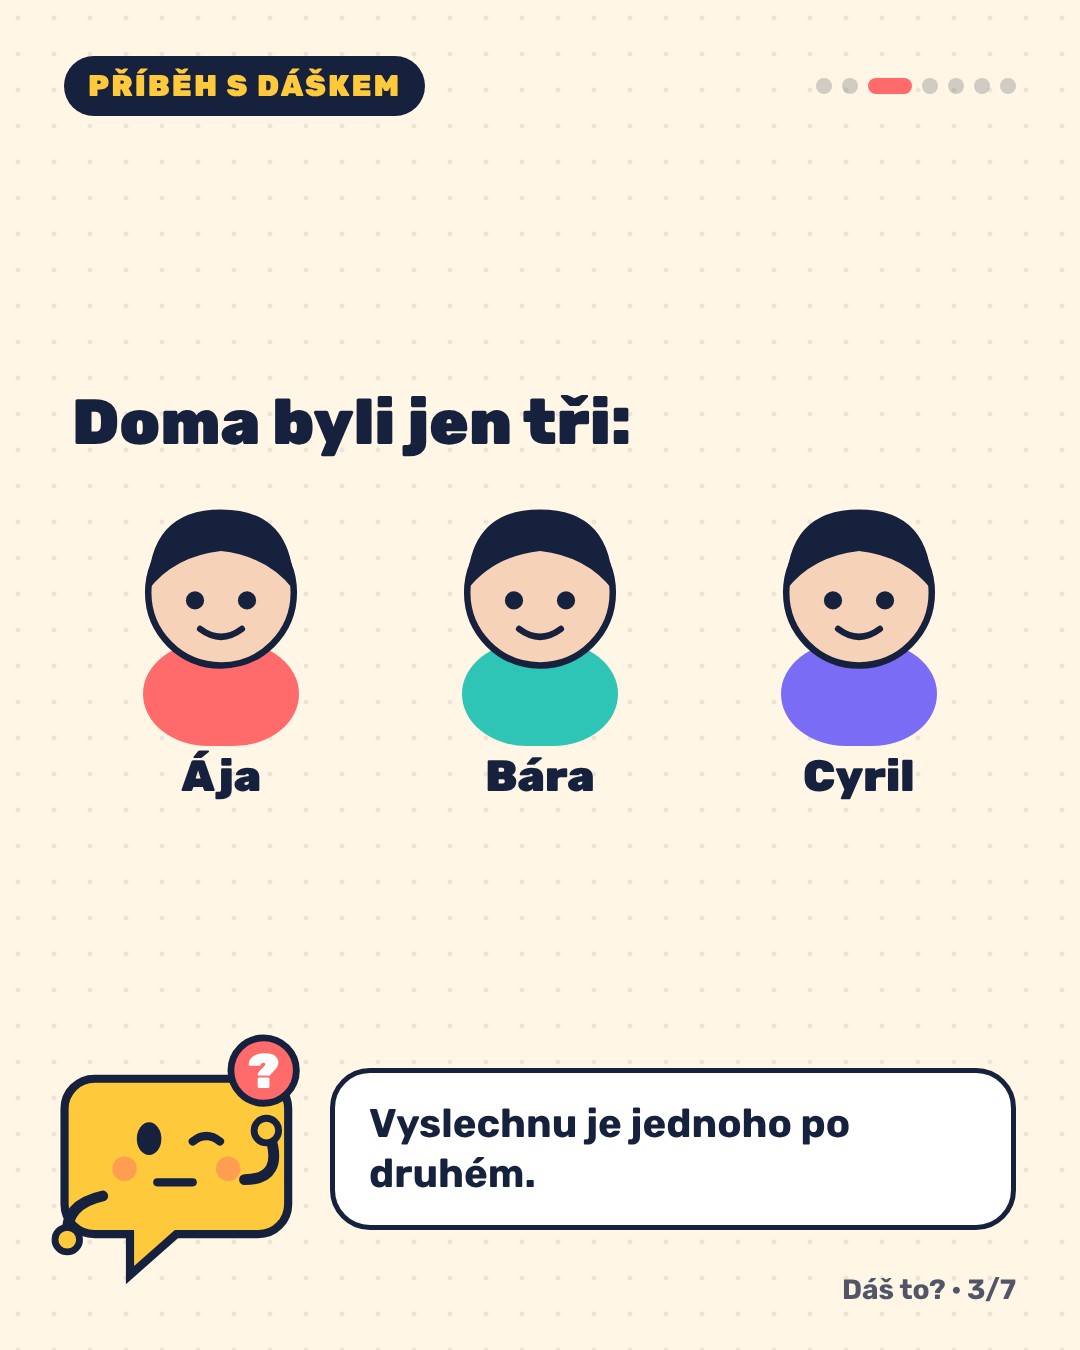 PŘÍBĚH S DÁŠKEM
Doma byli jen tři:
Ája
Bára
Cyril
?
Vyslechnu je jednoho po
druhém.
Dáš to? • 3/7